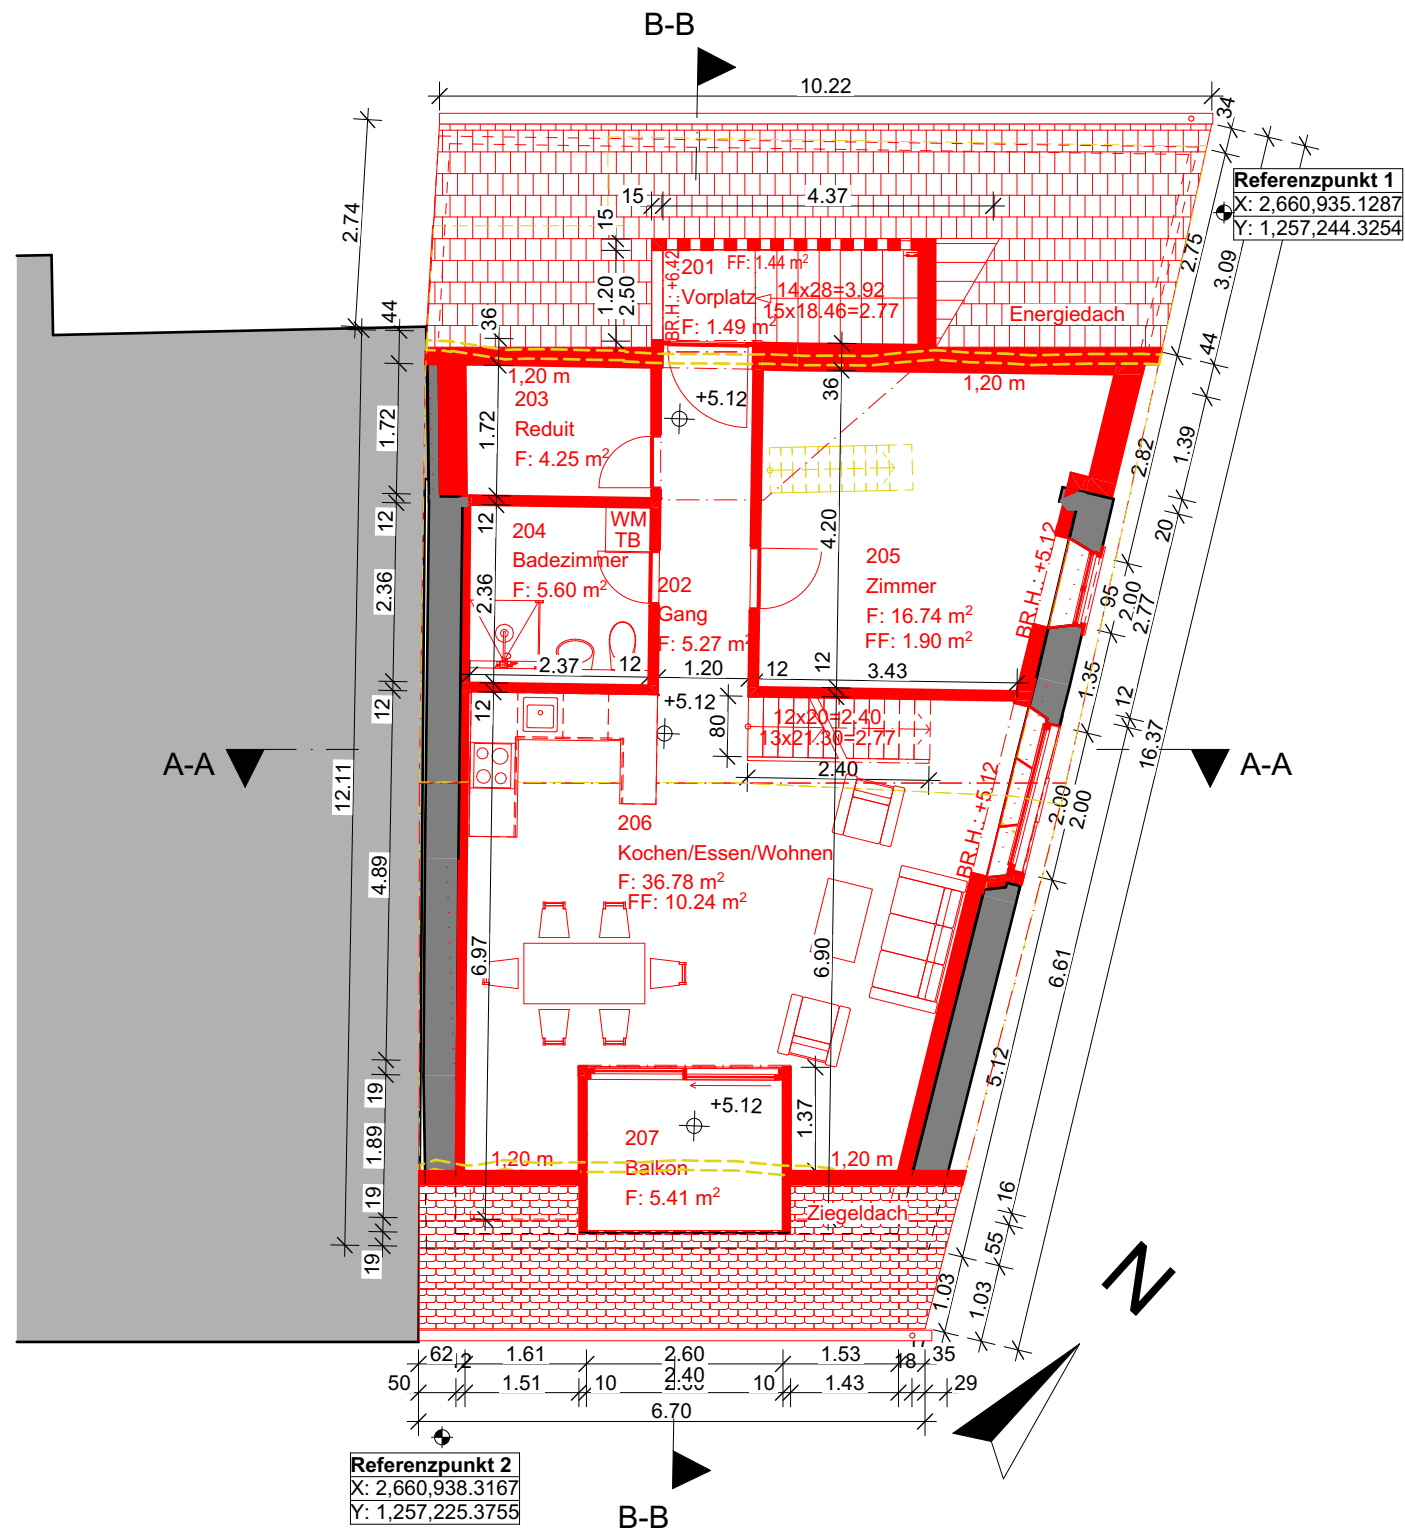 B-B
10.22
34
Referenzpunkt 1
X: 2,660,935.1287
Y: 1,257,244.3254
2.74
15
4.37
15
2.75
3.09
201
FF: 1.44 m²
Vorplatz
F: 1.49 m²
BR.H.: +6.42
14x28=3.92
15x18.46=2.77
1.20
2.50
Energiedach
44
36
44
1,20 m
203
Reduit
F: 4.25 m²
+5.12
36
1,20 m
1.72
1.72
2.82
1.39
12
12
20
204
Badezimmer
F: 5.60 m²
WM
TB
4.20
2.36
2.36
202
Gang
F: 5.27 m²
205
Zimmer
F: 16.74 m²
FF: 1.90 m²
BR.H.: +5.12
95
2.00
2.77
2.37
12
1.20
12
12
3.43
1.35
12
12
12
+5.12
80
12x20=2.40
13x21.30=2.77
2.40
16.37
A-A
A-A
12.11
BR.H.: +5.12
2.00
2.00
206
Kochen/Essen/Wohnen
F: 36.78 m²
FF: 10.24 m²
4.89
6.97
6.90
6.61
5.12
19
+5.12
1.37
1.89
207
Balkon
F: 5.41 m²
1,20 m
1,20 m
19
Ziegeldach
16
55
19
1.03
1.03
N
62
1.61
2.60
1.53
18
35
50
1.51
10
2.40
10
1.43
29
6.70
Referenzpunkt 2
X: 2,660,938.3167
Y: 1,257,225.3755
B-B